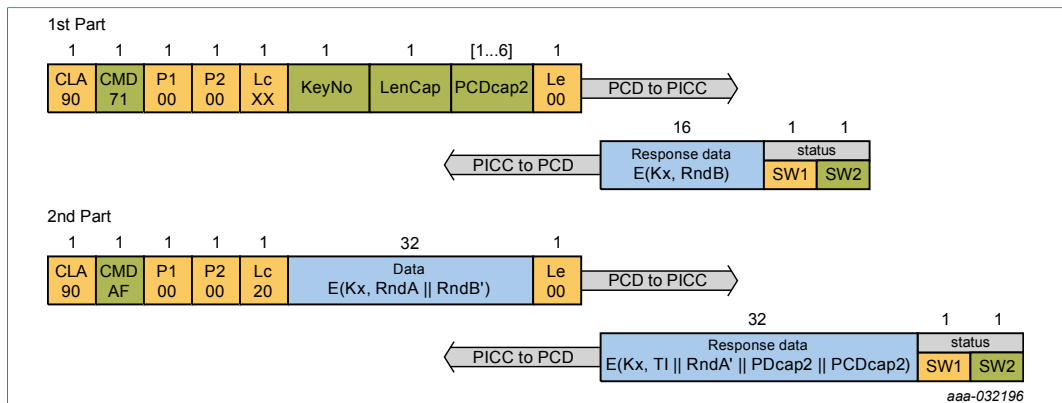 1st Part
1 1 1 1 1 1 1 [1...6] 1
CLA CMD P1 P2 Lc KeyNo LenCap PCDcap2 Le
90 71 00 00 XX 00
PCD to PICC
16 1 1
PICC to PCD
Response data status
E(Kx, RndB) SW1 SW2
2nd Part
1 1 1 1 1 32 1
CLA CMD P1 P2 Lc Data Le
90 AF 00 00 20 E(Kx, RndA || RndB') 00
PCD to PICC
32 1 1
PICC to PCD
Response data status
E(Kx, TI || RndA' || PDcap2 || PCDcap2) SW1 SW2
aaa-032196